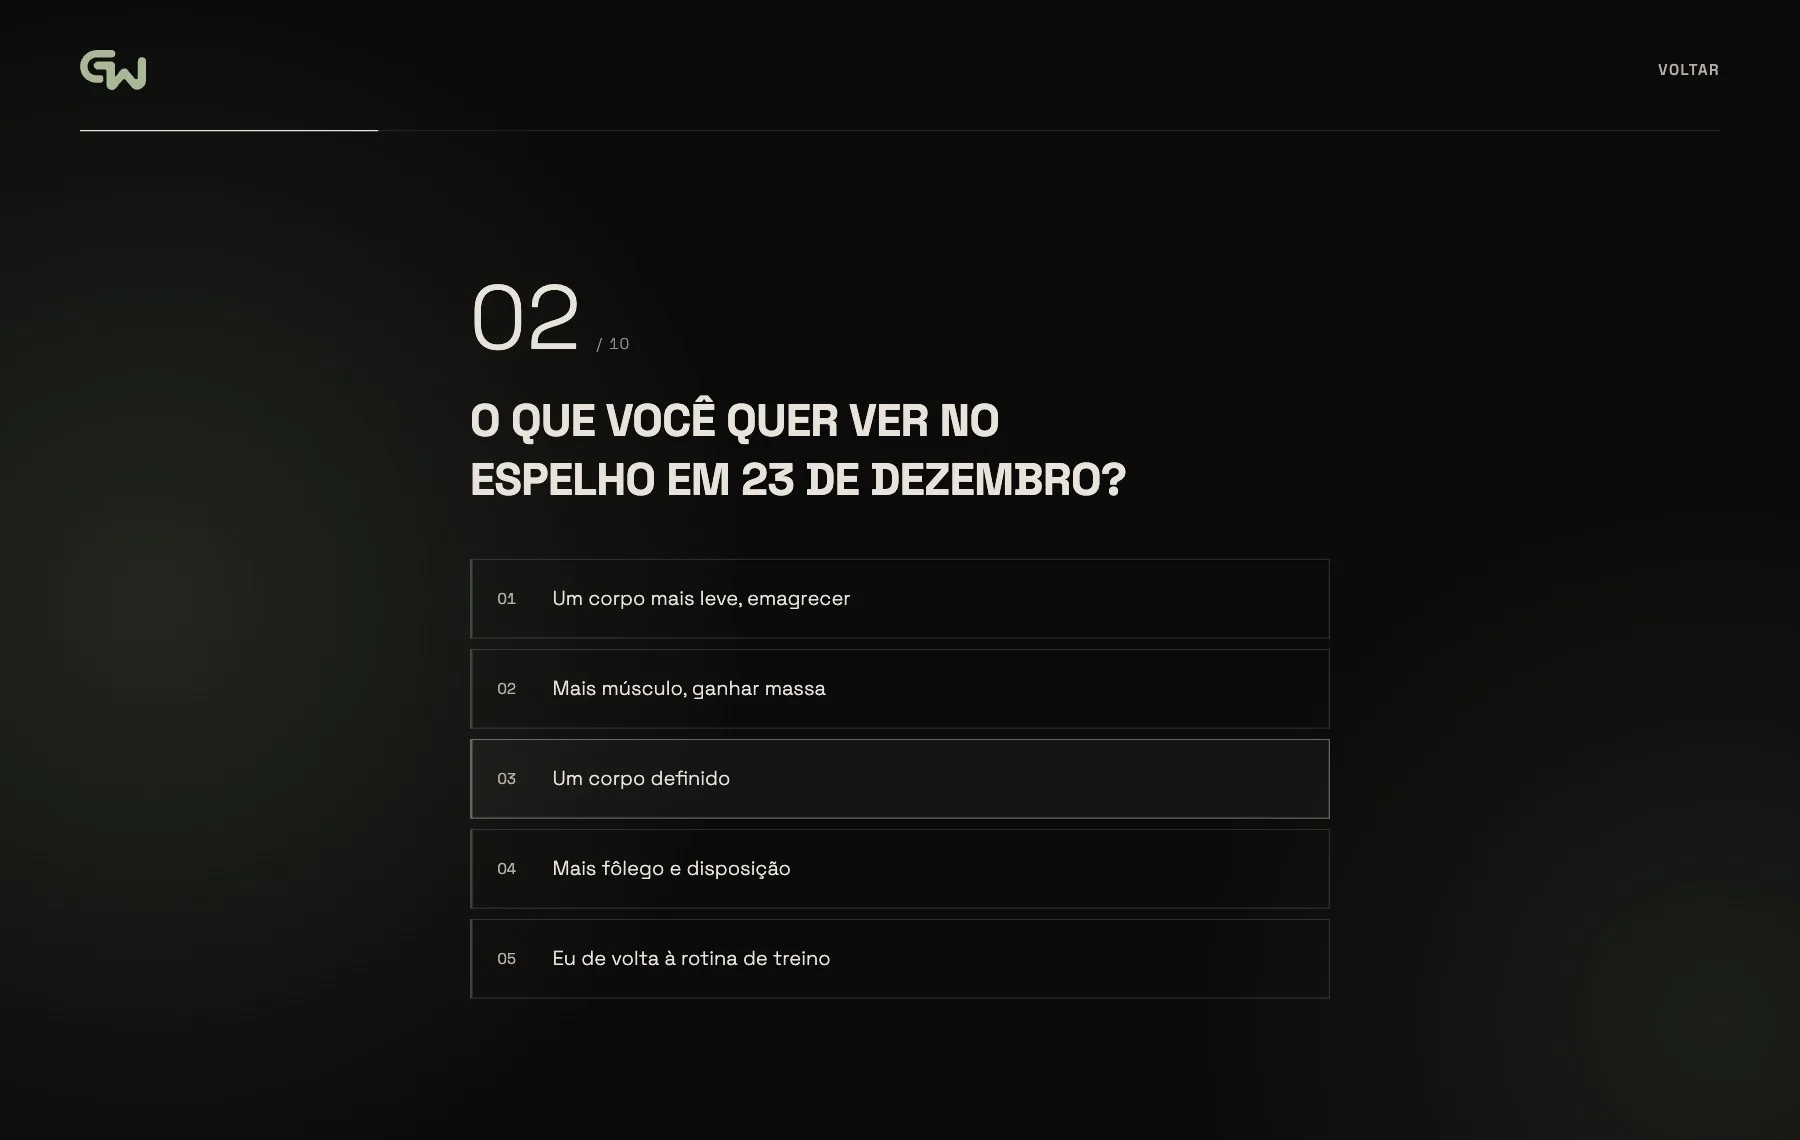 GW
VOLTAR
02 / 10
O QUE VOCÊ QUER VER NO
ESPELHO EM 23 DE DEZEMBRO?
01 Um corpo mais leve, emagrecer
02 Mais músculo, ganhar massa
03 Um corpo definido
04 Mais fôlego e disposição
05 Eu de volta à rotina de treino